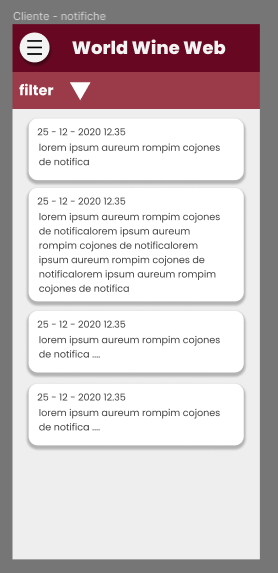 Cliente - notifiche
World Wine Web
filter
25 - 12 - 2020 12.35
lorem ipsum aureum rompim cojones
de notifica
25 - 12 - 2020 12.35
lorem ipsum aureum rompim cojones
de notificalorem ipsum aureum
rompim cojones de notificalorem
ipsum aureum rompim cojones de
notificalorem ipsum aureum rompim
cojones de notifica
25 - 12 - 2020 12.35
lorem ipsum aureum rompim cojones
de notifica ....
25 - 12 - 2020 12.35
lorem ipsum aureum rompim cojones
de notifica ....